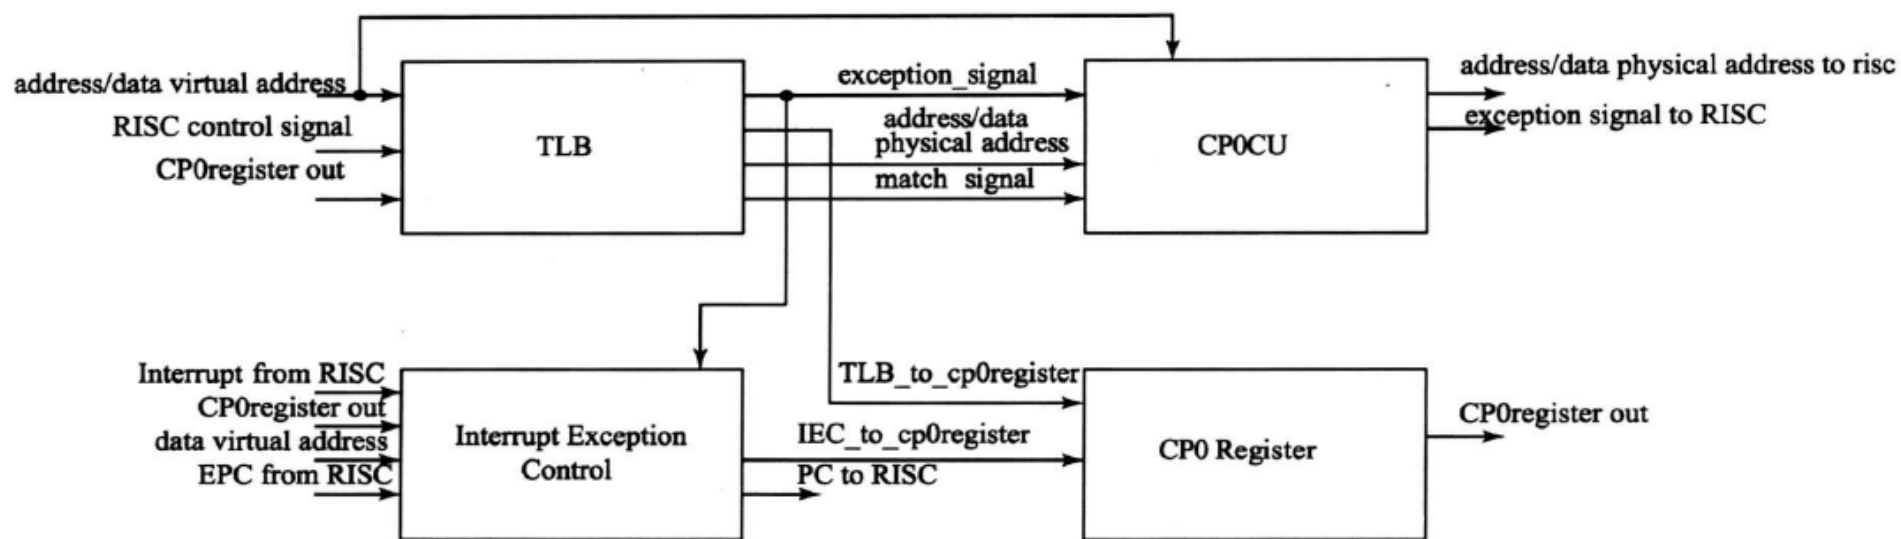 address/data virtual address
RISC control signal
CP0register out
TLB
exception_signal
address/data
physical address
match signal
CP0CU
address/data physical address to risc
exception signal to RISC
Interrupt from RISC
CP0register out
data virtual address
EPC from RISC
Interrupt Exception
Control
TLB_to_cp0register
IEC_to_cp0register
PC to RISC
CP0 Register
CP0register out